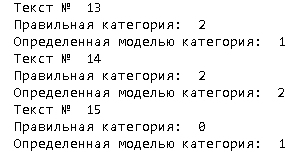 Текст № 13
Правильная категория: 2
Определенная моделью категория: 1
Текст № 14
Правильная категория: 2
Определенная моделью категория: 2
Текст № 15
Правильная категория: 0
Определенная моделью категория: 1